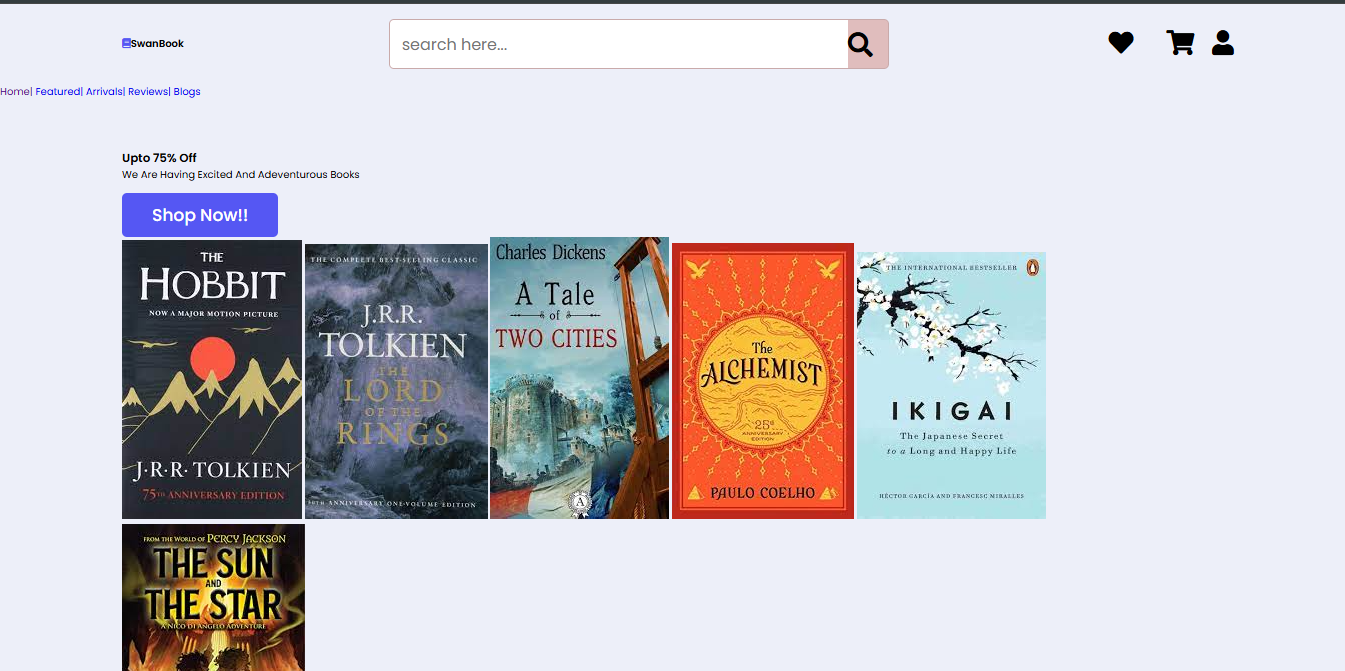 SwanBook
search here...
Home| Featured| Arrivals| Reviews| Blogs
Upto 75% Off
We Are Having Excited And Adeventurous Books
Shop Now!!
THE
HOBBIT
NOW A MAJOR MOTION PICTURE
J·R·R· TOLKIEN
75TH ANNIVERSARY EDITION
THE COMPLETE BEST-SELLING CLASSIC
J.R.R.
TOLKIEN
THE
LORD
OF THE
RINGS
50TH ANNIVERSARY ONE-VOLUME EDITION
Charles Dickens
A Tale
of
TWO CITIES
A
The
ALCHEMIST
25th
ANNIVERSARY
EDITION
PAULO COELHO
THE INTERNATIONAL BESTSELLER
IKIGAI
The Japanese Secret
to a Long and Happy Life
HÉCTOR GARCÍA AND FRANCESC MIRALLES
FROM THE WORLD OF PERCY JACKSON
THE SUN
AND
THE STAR
A NICO DI ANGELO ADVENTURE